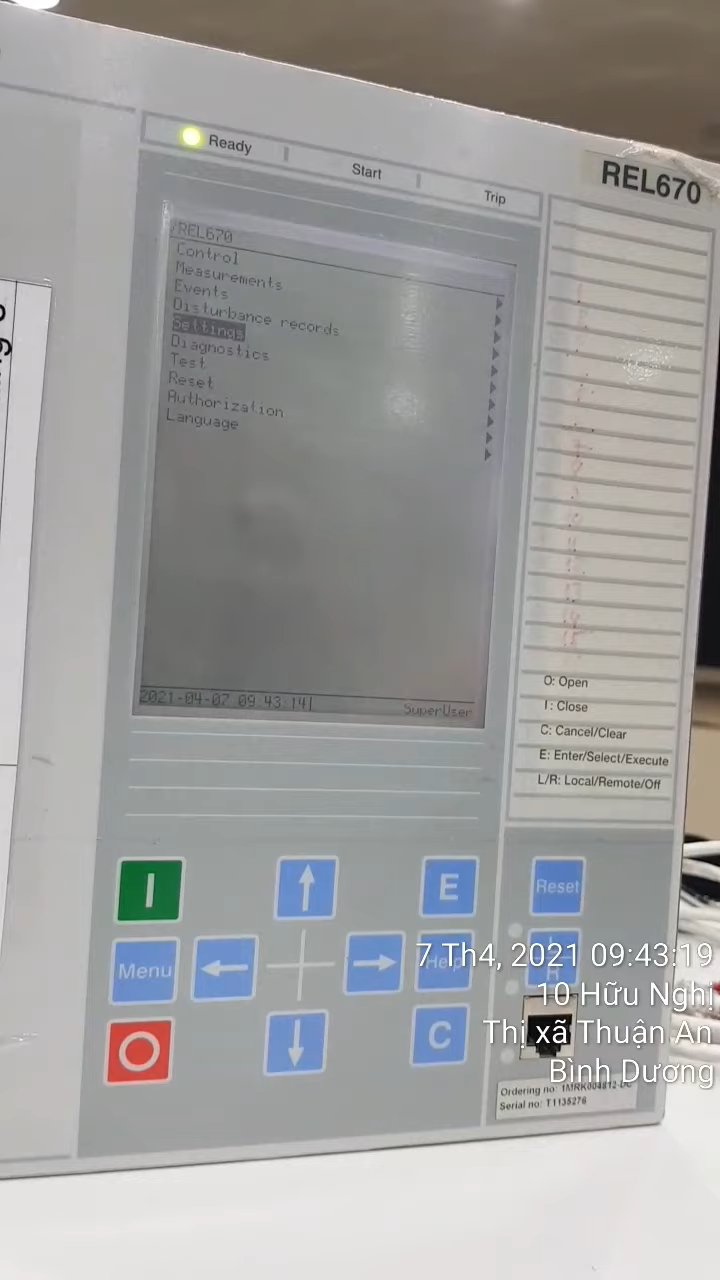 Ready
Start
Trip
REL670
/REL670
Control
Measurements
Events
Disturbance records
Settings
Diagnostics
Test
Reset
Authorization
Language
2021-04-07 09 43:14
SuperUser
O: Open
I : Close
C: Cancel/Clear
E: Enter/Select/Execute
L/R: Local/Remote/Off
I
E
Reset
Menu
Help
L
R
O
C
7 Th4, 2021 09:43:19
10 Hữu Nghị
Thị xã Thuận An
Bình Dương
Ordering no: 1MRK004812-
Serial no: T1135276